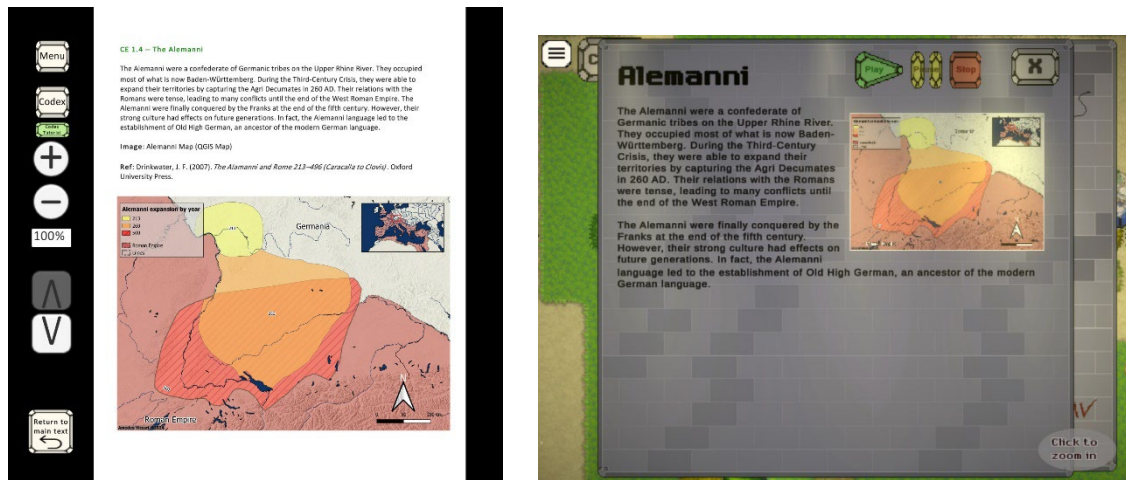 Menu
Codex
Codex
Tutorial
100%
Return to
main text
CE 1.4 – The Alemanni
The Alemanni were a confederate of Germanic tribes on the Upper Rhine River. They occupied
most of what is now Baden-Württemberg. During the Third-Century Crisis, they were able to
expand their territories by capturing the Agri Decumates in 260 AD. Their relations with the
Romans were tense, leading to many conflicts until the end of the West Roman Empire. The
Alemanni were finally conquered by the Franks at the end of the fifth century. However, their
strong culture had effects on future generations. In fact, the Alemanni language led to the
establishment of Old High German, an ancestor of the modern German language.
Image: Alemanni Map (QGIS Map)
Ref: Drinkwater, J. F. (2007). The Alamanni and Rome 213–496 (Caracalla to Clovis). Oxford
University Press.
Alemanni expansion by year
213
260
500
Roman Empire
Germania
Roman Empire
N
Alemanni
Play
Pause
Stop
X
The Alemanni were a confederate of
Germanic tribes on the Upper Rhine River.
They occupied most of what is now Baden-
Württemberg. During the Third-Century
Crisis, they were able to expand their
territories by capturing the Agri Decumates
in 260 AD. Their relations with the Romans
were tense, leading to many conflicts until
the end of the West Roman Empire.
The Alemanni were finally conquered by the
Franks at the end of the fifth century.
However, their strong culture had effects on
future generations. In fact, the Alemanni
language led to the establishment of Old High German, an ancestor of the modern
German language.
Click to
zoom in